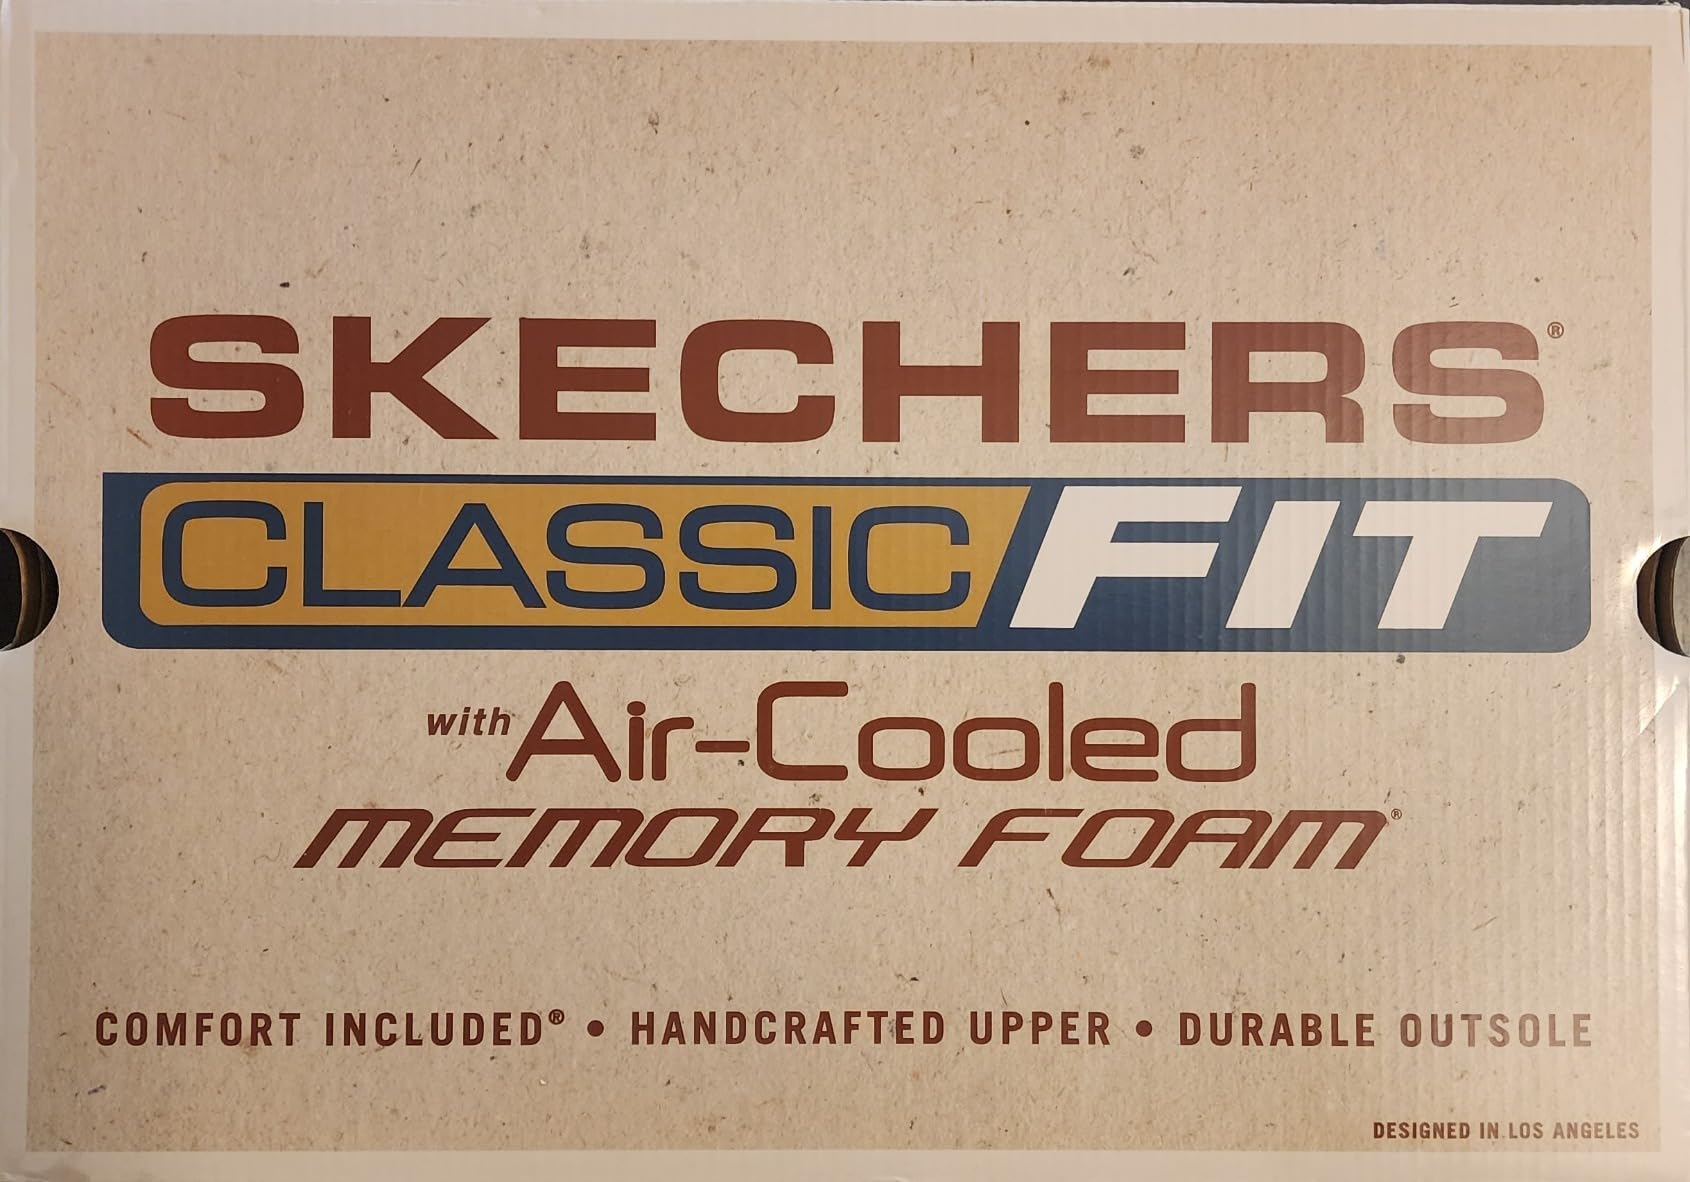 SKECHERS®
CLASSIC FIT
with Air-Cooled
MEMORY FOAM®
COMFORT INCLUDED® • HANDCRAFTED UPPER • DURABLE OUTSOLE
DESIGNED IN LOS ANGELES